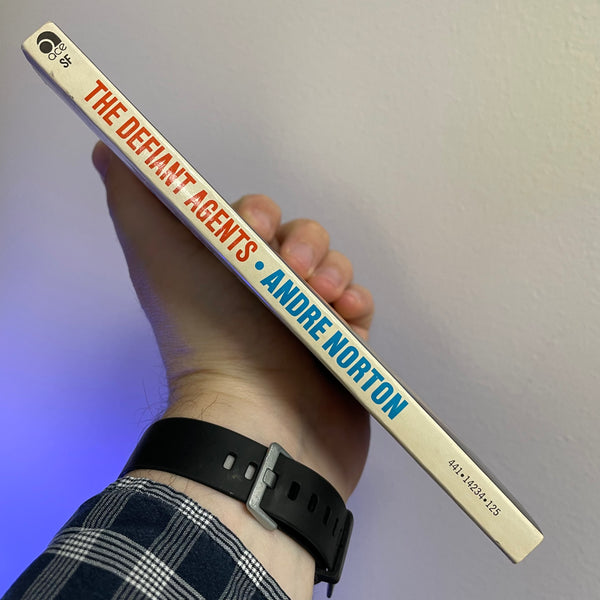 ace
SF
THE DEFIANT AGENTS • ANDRE NORTON
441•14234•125